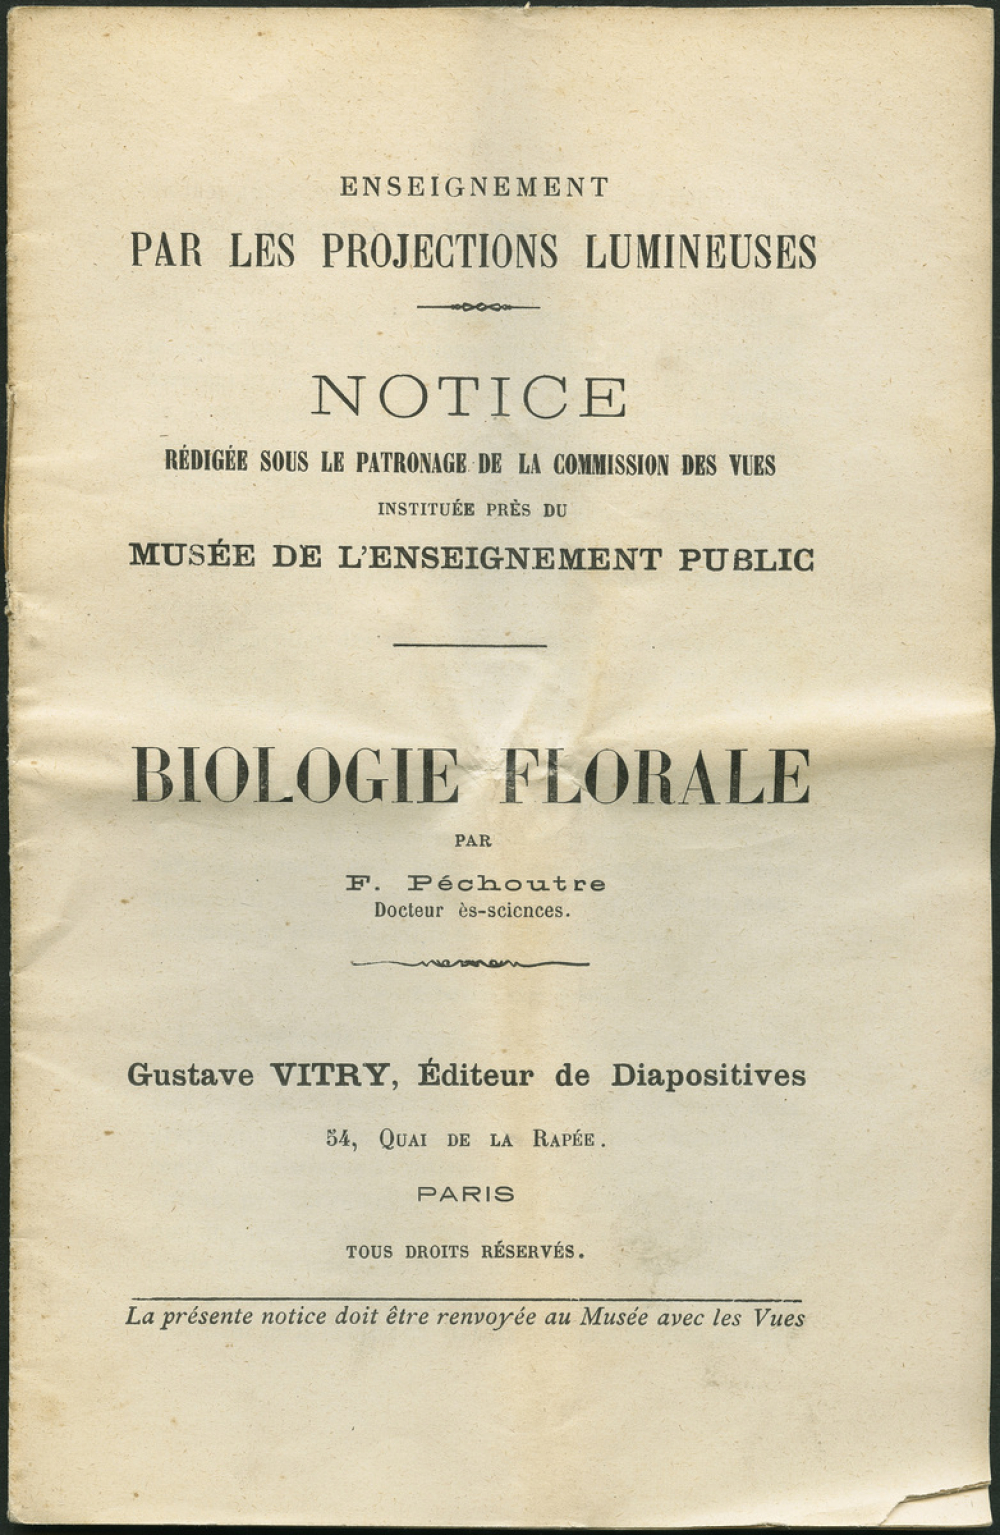 ENSEIGNEMENT
PAR LES PROJECTIONS LUMINEUSES
NOTICE
RÉDIGÉE SOUS LE PATRONAGE DE LA COMMISSION DES VUES
INSTITUÉE PRÈS DU
MUSÉE DE L'ENSEIGNEMENT PUBLIC
BIOLOGIE FLORALE
PAR
F. Péchoutre
Docteur ès-sciences.
Gustave VITRY, Éditeur de Diapositives
54, QUAI DE LA RAPÉE.
PARIS
TOUS DROITS RÉSERVÉS.
La présente notice doit être renvoyée au Musée avec les Vues